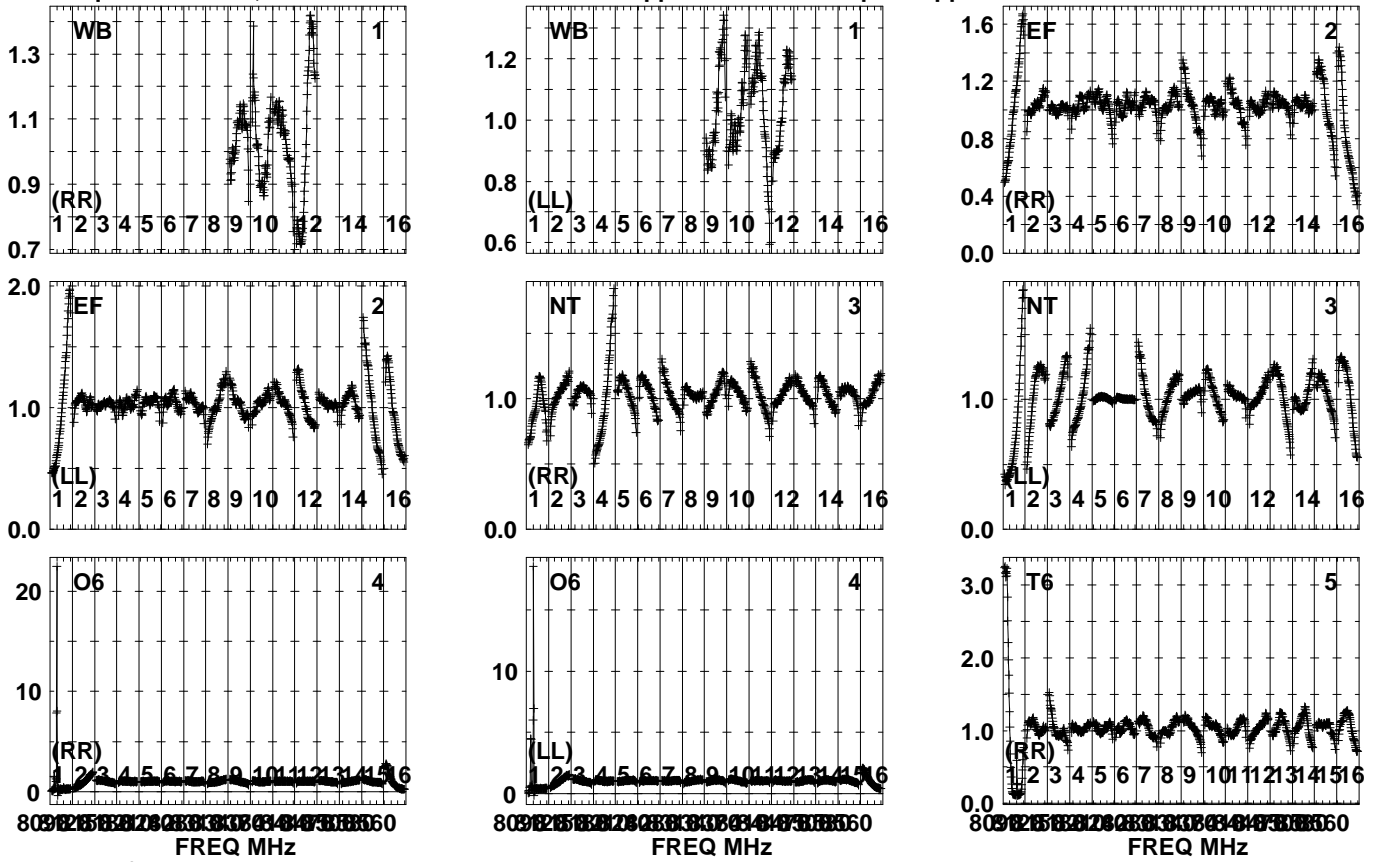 WB 1
1.3
1.1
0.9
0.7
(RR)
1 2 3 4 5 6 7 8 9 10 12 14 16
WB 1
1.2
1.0
0.8
0.6
(LL)
1 2 3 4 5 6 7 8 9 10 12 16
EF 2
1.6
1.2
0.8
0.4
0.0
(RR)
1 2 3 4 5 6 7 8 9 10 12 14 16
EF 2
2.0
1.0
0.0
(LL)
1 2 3 4 5 6 7 8 9 10 12 14 16
NT 3
1.0
0.0
(RR)
1 2 3 4 5 6 7 8 9 10 12 14 16
NT 3
1.0
0.0
(LL)
1 2 3 4 5 6 7 8 9 10 12 14 16
O6 4
20
10
0
(RR)
1 2 3 4 5 6 7 8 9 10 11 12 13 14 15 16
FREQ MHz
O6 4
10
0
(LL)
1 2 3 4 5 6 7 8 9 10 11 12 13 14 15 16
FREQ MHz
T6 5
3.0
2.0
1.0
0.0
(RR)
1 2 3 4 5 6 7 8 9 10 11 12 13 14 15 16
FREQ MHz